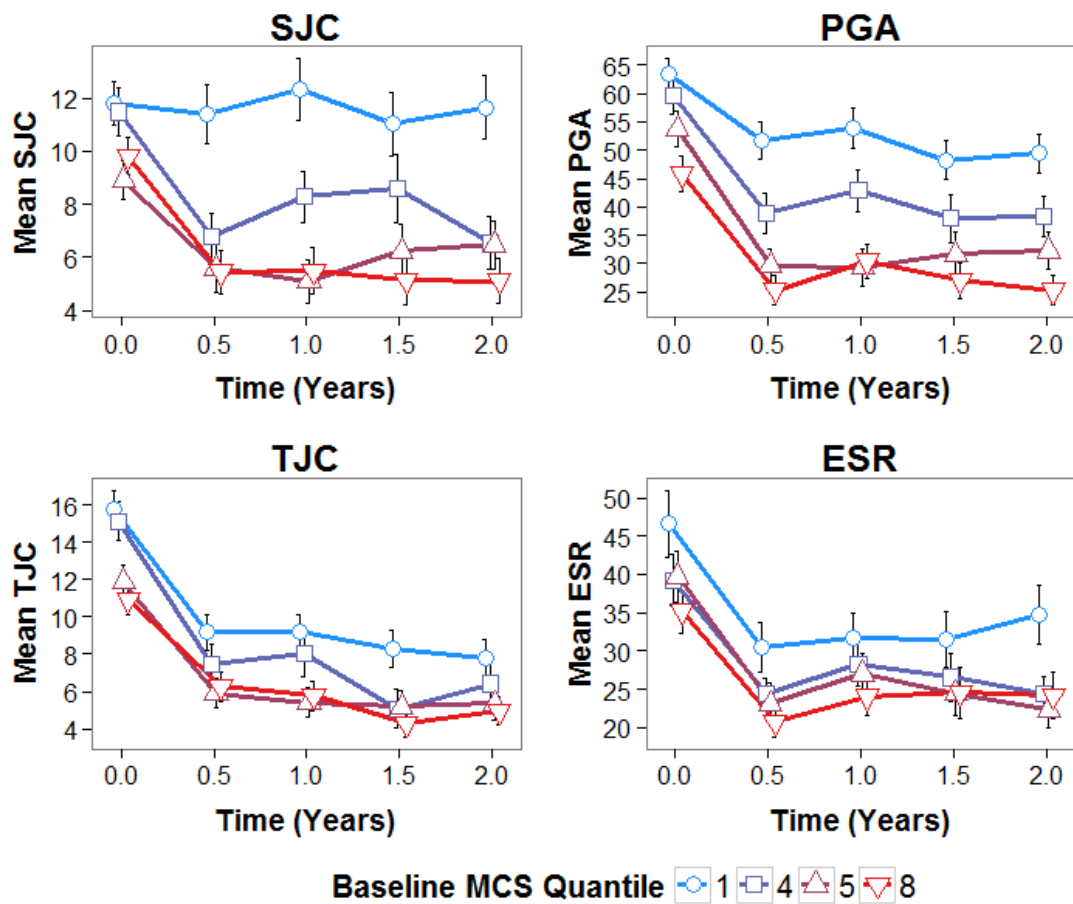 SJC
Mean SJC
12
10
8
6
4
0.0 0.5 1.0 1.5 2.0
Time (Years)
PGA
Mean PGA
65
60
55
50
45
40
35
30
25
0.0 0.5 1.0 1.5 2.0
Time (Years)
TJC
Mean TJC
16
14
12
10
8
6
4
0.0 0.5 1.0 1.5 2.0
Time (Years)
ESR
Mean ESR
50
45
40
35
30
25
20
0.0 0.5 1.0 1.5 2.0
Time (Years)
Baseline MCS Quantile 1 4 5 8